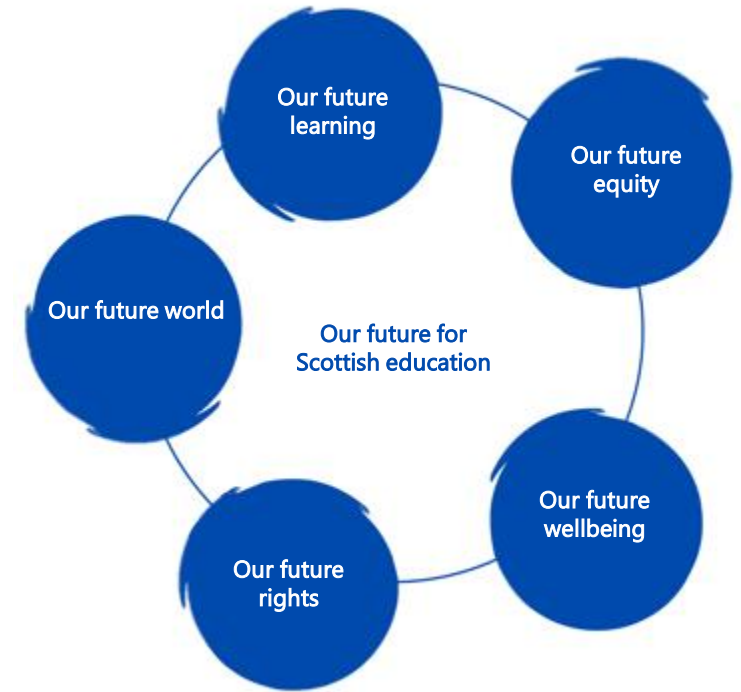 Our future
learning
Our future
equity
Our future world
Our future for
Scottish education
Our future
wellbeing
Our future
rights